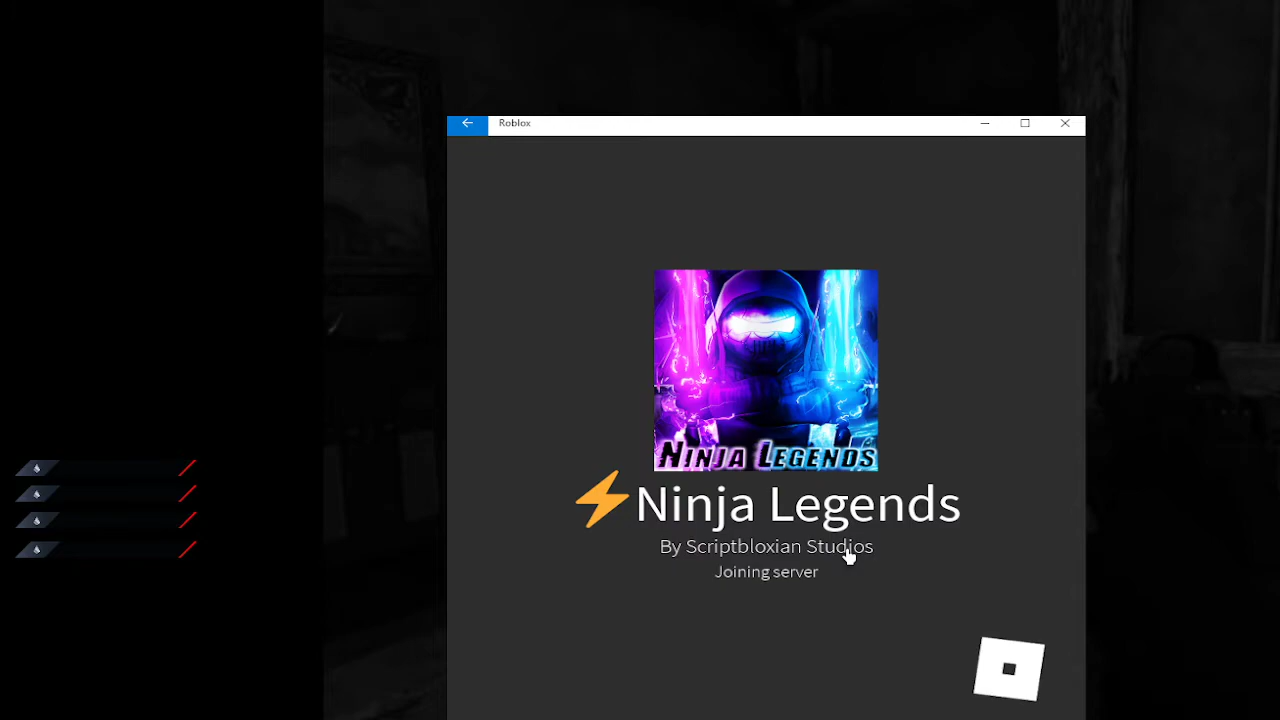 Roblox
NINJA LEGENDS
⚡Ninja Legends
By Scriptbloxian Studios
Joining server